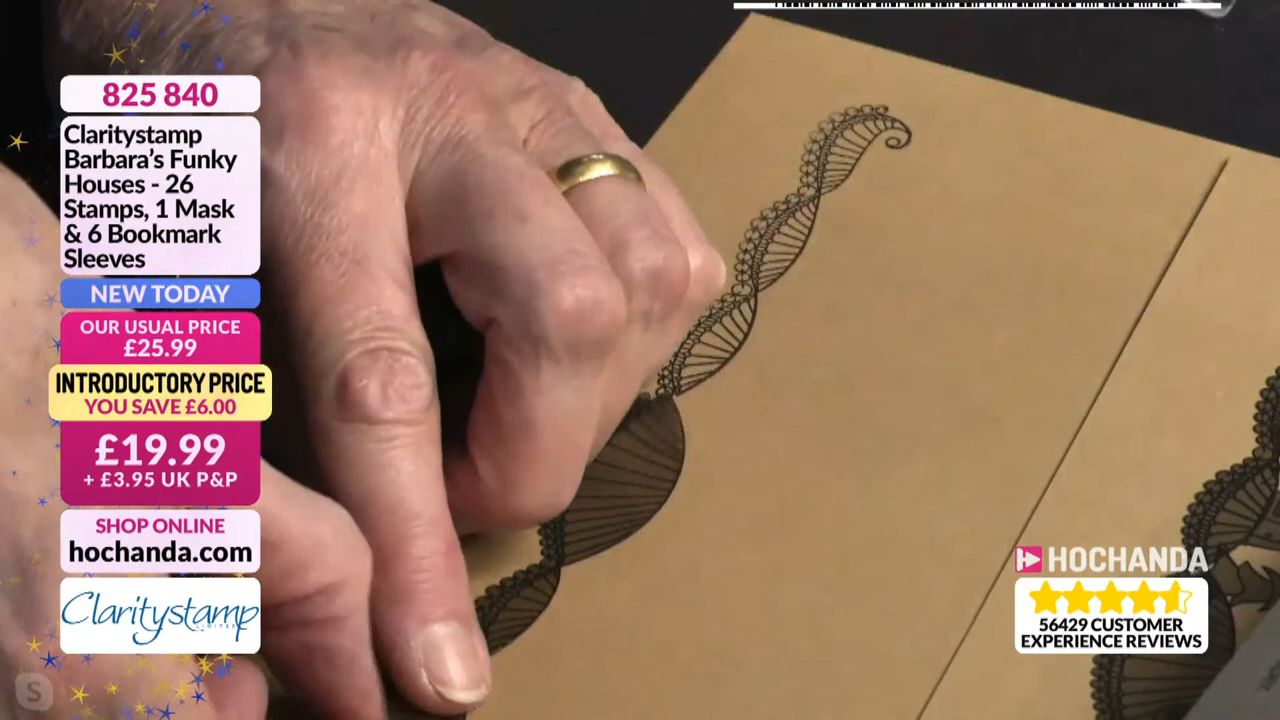 825 840
Claritystamp
Barbara's Funky
Houses - 26
Stamps, 1 Mask
& 6 Bookmark
Sleeves
NEW TODAY
OUR USUAL PRICE
£25.99
INTRODUCTORY PRICE
YOU SAVE £6.00
£19.99
+ £3.95 UK P&P
SHOP ONLINE
hochanda.com
Claritystamp
LIMITED
S
HOCHANDA
56429 CUSTOMER
EXPERIENCE REVIEWS